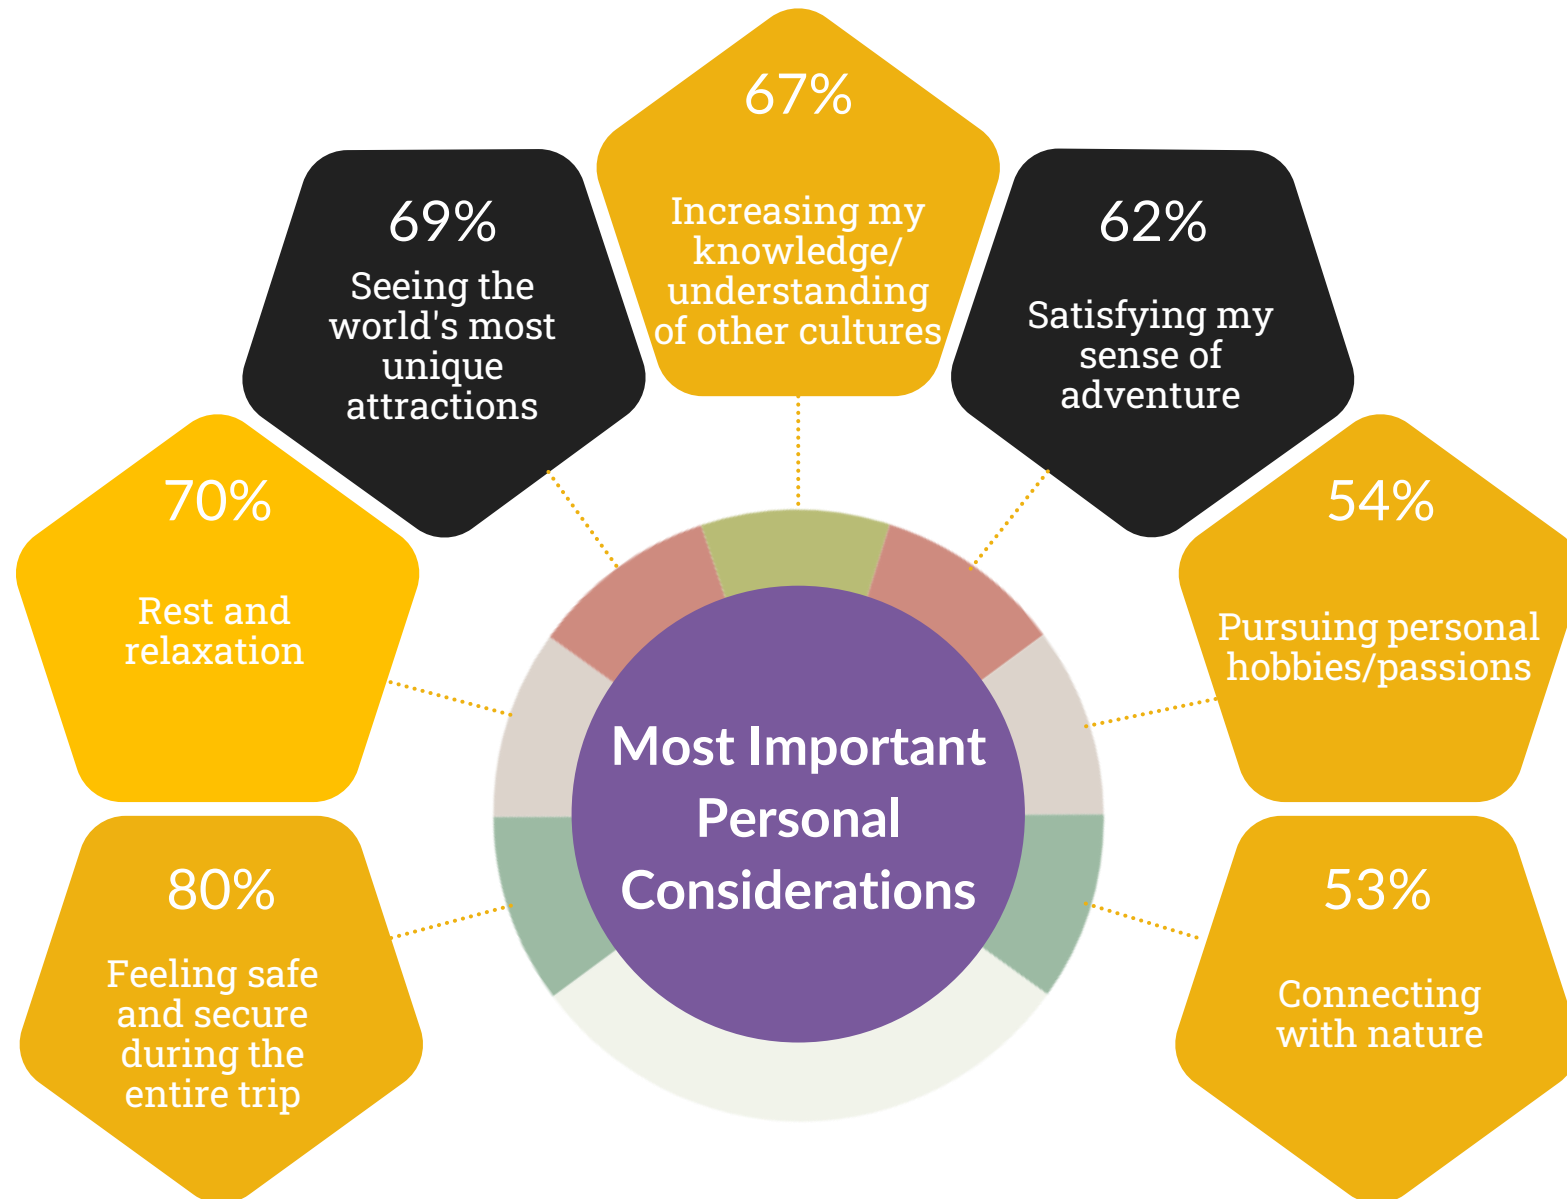 67%
Increasing my
knowledge/
understanding
of other cultures
69%
Seeing the
world's most
unique
attractions
62%
Satisfying my
sense of
adventure
70%
Rest and
relaxation
54%
Pursuing personal
hobbies/passions
Most Important
Personal
Considerations
80%
Feeling safe
and secure
during the
entire trip
53%
Connecting
with nature